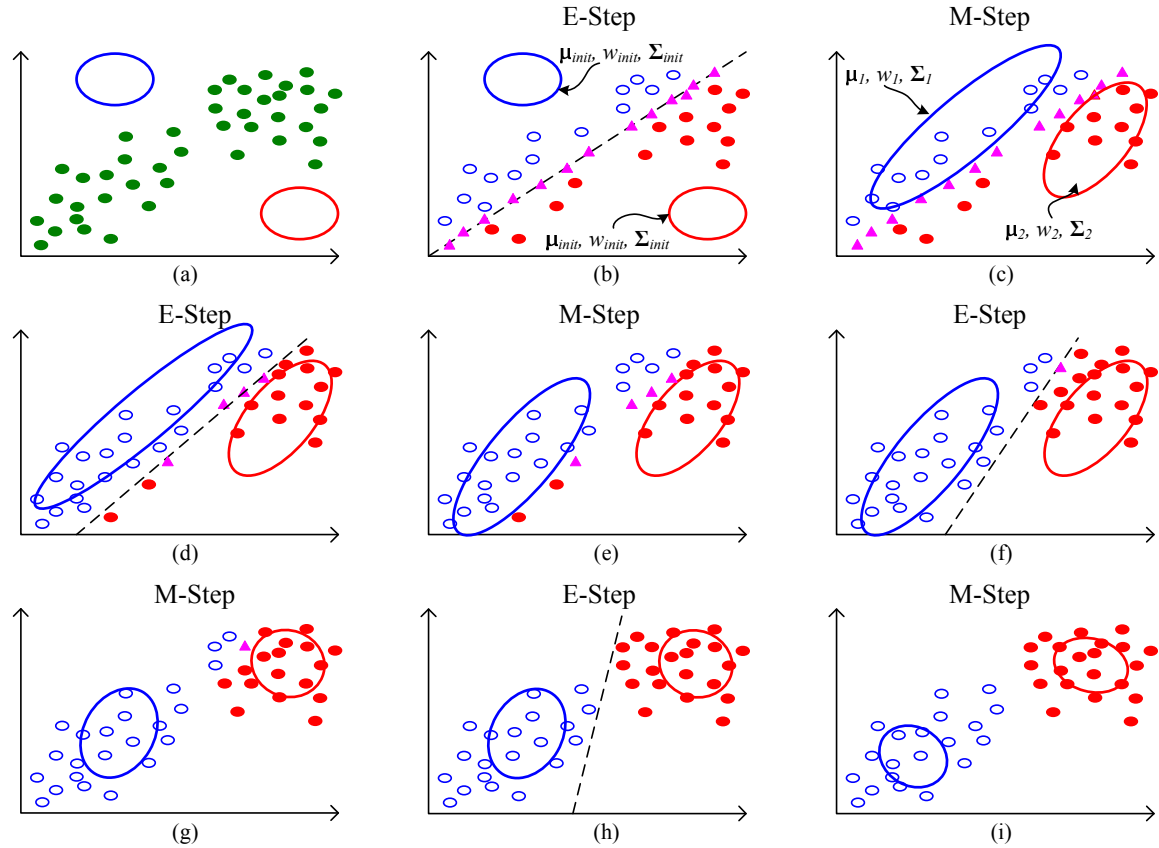 E-Step
M-Step
μinit, winit, Σinit
μ1, w1, Σ1
μinit, winit, Σinit
μ2, w2, Σ2
(a)
(b)
(c)
E-Step
M-Step
E-Step
(d)
(e)
(f)
M-Step
E-Step
M-Step
(g)
(h)
(i)